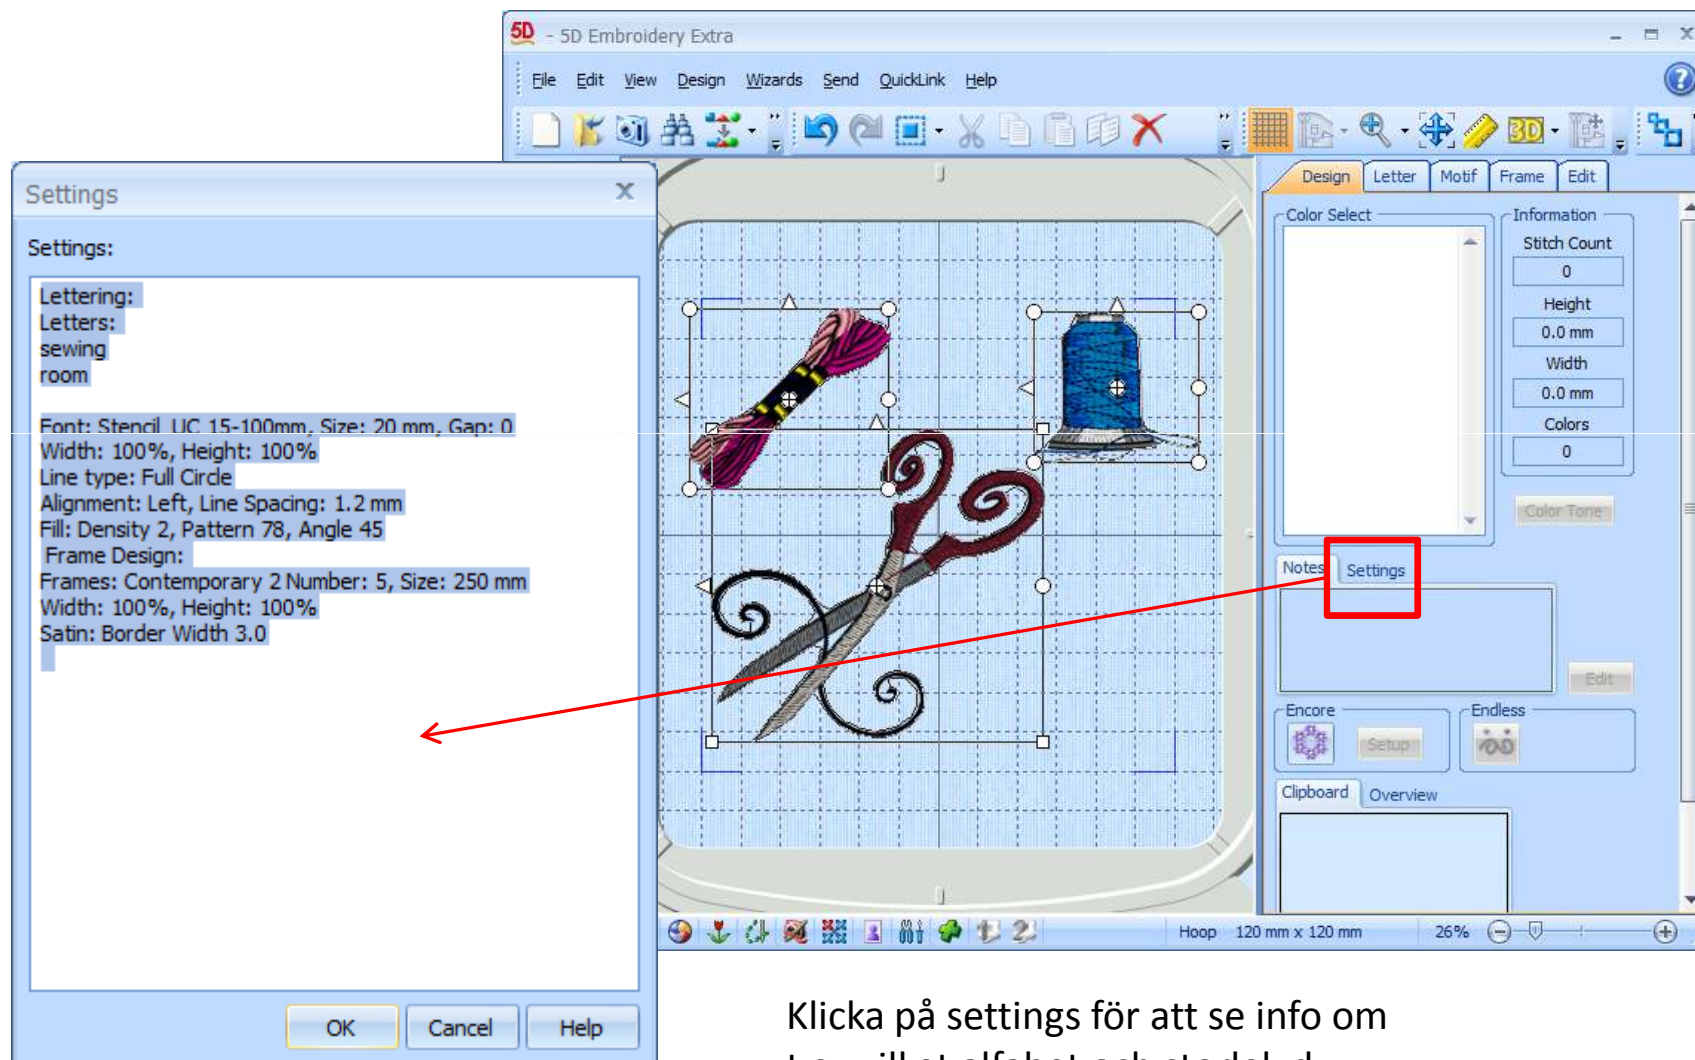 5D - 5D Embroidery Extra
File Edit View Design Wizards Send QuickLink Help
3D
Settings
Settings:
Lettering:
Letters:
sewing
room
Font: Stencil UC 15-100mm, Size: 20 mm, Gap: 0
Width: 100%, Height: 100%
Line type: Full Circle
Alignment: Left, Line Spacing: 1.2 mm
Fill: Density 2, Pattern 78, Angle 45
Frame Design:
Frames: Contemporary 2 Number: 5, Size: 250 mm
Width: 100%, Height: 100%
Satin: Border Width 3.0
OK Cancel Help
Design Letter Motif Frame Edit
Color Select
Information
Stitch Count
0
Height
0.0 mm
Width
0.0 mm
Colors
0
Color Tone
Notes Settings
Edit
Encore
Setup
Endless
Clipboard Overview
Hoop 120 mm x 120 mm 26%
Klicka på settings för att se info om
alfabet och